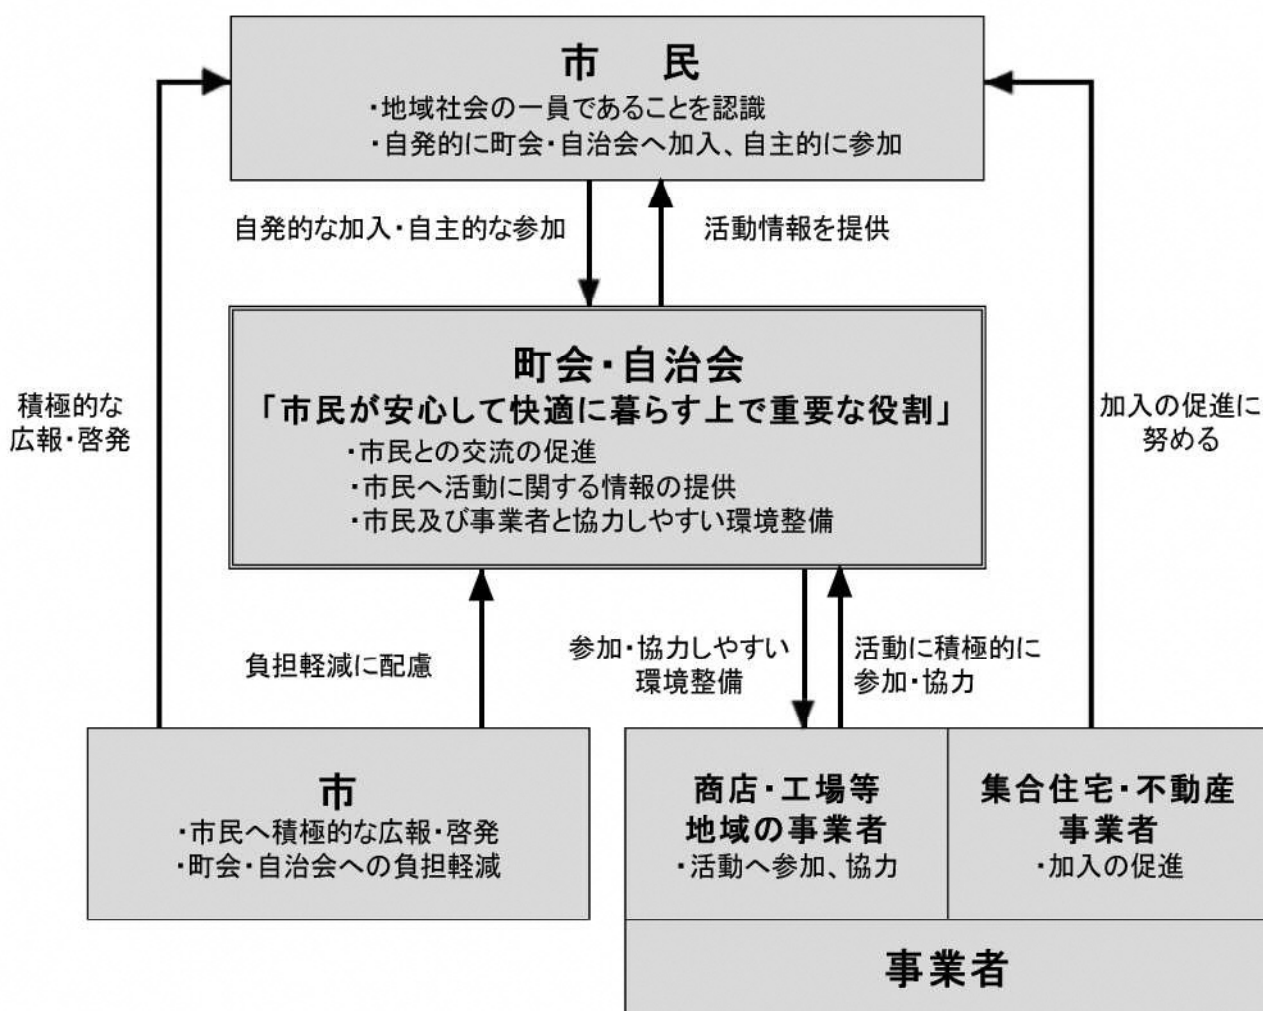 市　民
・地域社会の一員であることを認識
・自発的に町会・自治会へ加入、自主的に参加
自発的な加入・自主的な参加
活動情報を提供
町会・自治会
「市民が安心して快適に暮らす上で重要な役割」
・市民との交流の促進
・市民へ活動に関する情報の提供
・市民及び事業者と協力しやすい環境整備
積極的な
広報・啓発
加入の促進に
努める
負担軽減に配慮
参加・協力しやすい
環境整備
活動に積極的に
参加・協力
市
・市民へ積極的な広報・啓発
・町会・自治会への負担軽減
商店・工場等
地域の事業者
・活動へ参加、協力
集合住宅・不動産
事業者
・加入の促進
事業者